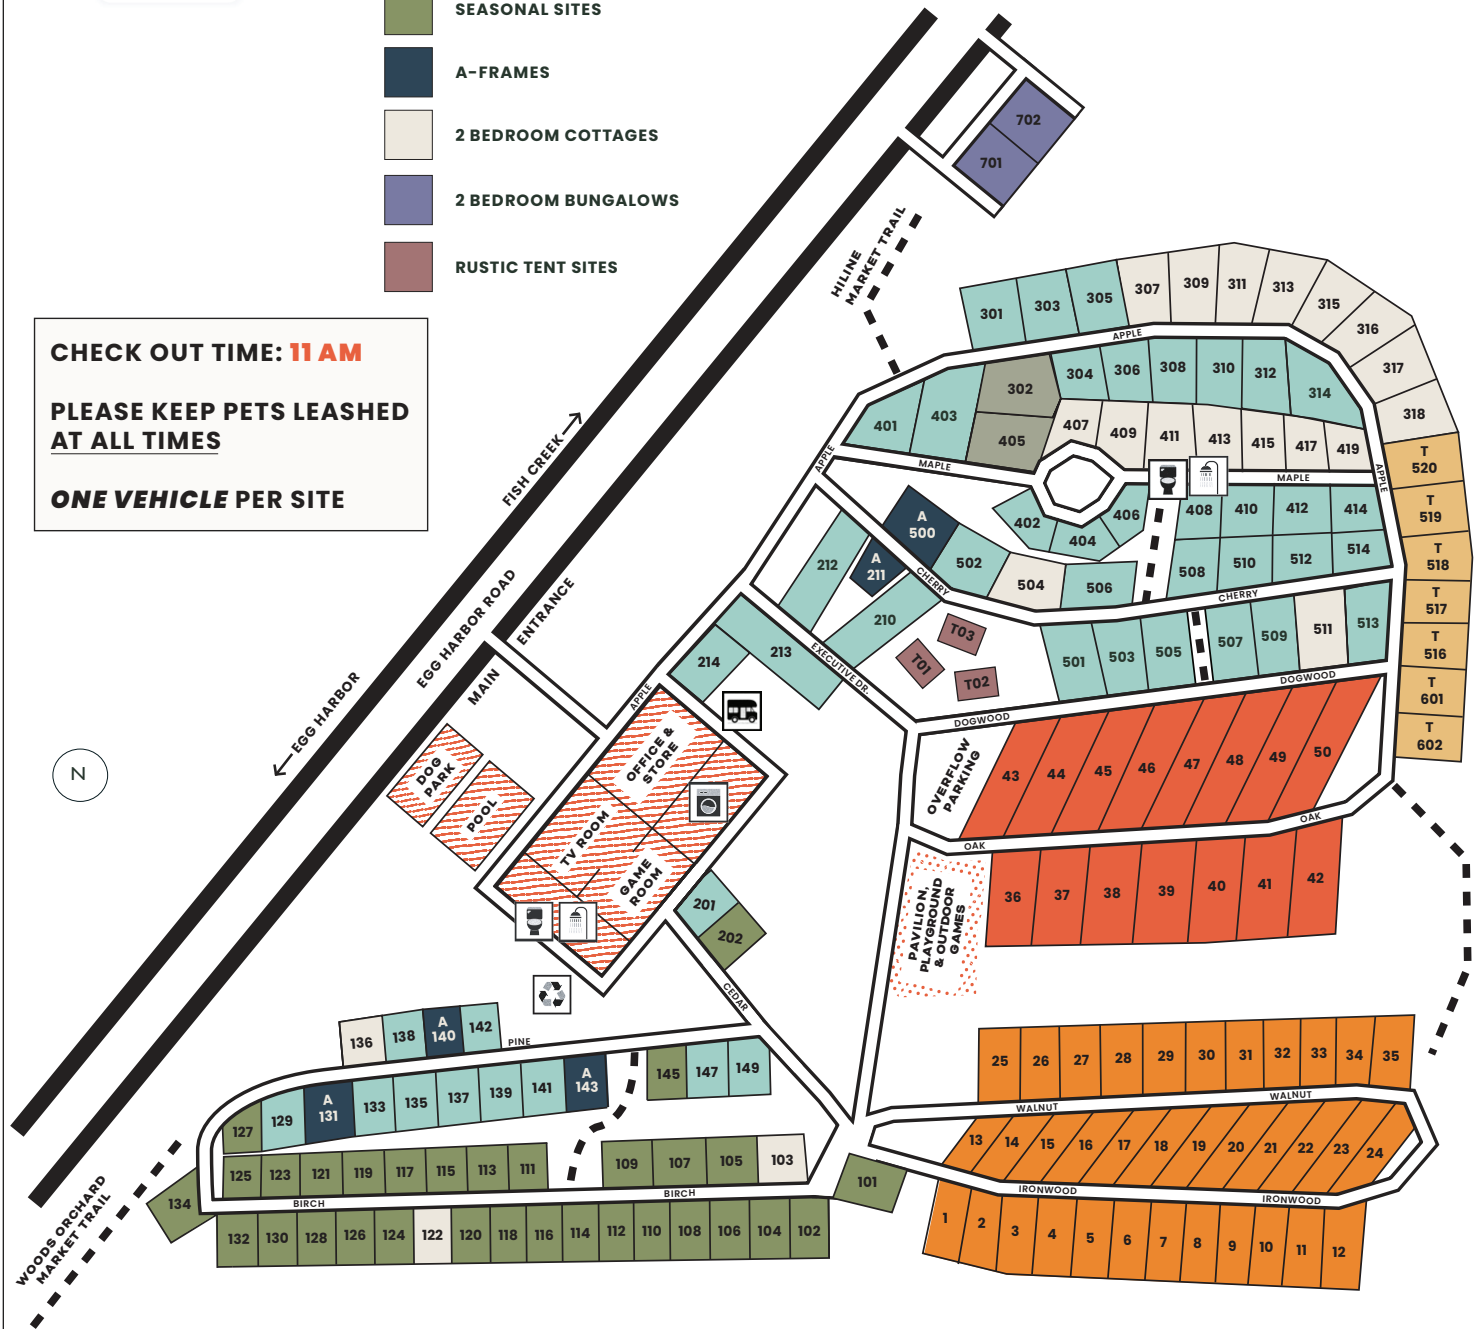 SEASONAL SITES
A-FRAMES
2 BEDROOM COTTAGES
2 BEDROOM BUNGALOWS
RUSTIC TENT SITES
CHECK OUT TIME: 11 AM
PLEASE KEEP PETS LEASHED
AT ALL TIMES
ONE VEHICLE PER SITE
702
701
HILINE
MARKET TRAIL
FISH CREEK
EGG HARBOR ROAD
EGG HARBOR
MAIN
ENTRANCE
N
301
303
305
307
309
311
313
315
316
317
318
APPLE
302
304
306
308
310
312
314
401
403
405
407
409
411
413
415
417
419
APPLE
MAPLE
MAPLE
APPLE
T
520
T
519
T
518
T
517
T
516
T
601
T
602
402
404
406
408
410
412
414
A
500
502
504
506
508
510
512
514
212
A
211
210
CHERRY
CHERRY
T03
T01
T02
501
503
505
507
509
511
513
214
213
EXECUTIVE DR.
APPLE
DOGWOOD
DOGWOOD
DOG
PARK
POOL
OFFICE &
STORE
TV ROOM
GAME
ROOM
OVERFLOW
PARKING
43
44
45
46
47
48
49
50
OAK
OAK
PAVILION,
PLAYGROUND
& OUTDOOR
GAMES
36
37
38
39
40
41
42
201
202
CEDAR
136
138
A
140
142
PINE
127
129
A
131
133
135
137
139
141
A
143
145
147
149
125
123
121
119
117
115
113
111
109
107
105
103
BIRCH
BIRCH
134
132
130
128
126
124
122
120
118
116
114
112
110
108
106
104
102
101
WOODS ORCHARD
MARKET TRAIL
25
26
27
28
29
30
31
32
33
34
35
WALNUT
WALNUT
13
14
15
16
17
18
19
20
21
22
23
24
IRONWOOD
IRONWOOD
1
2
3
4
5
6
7
8
9
10
11
12